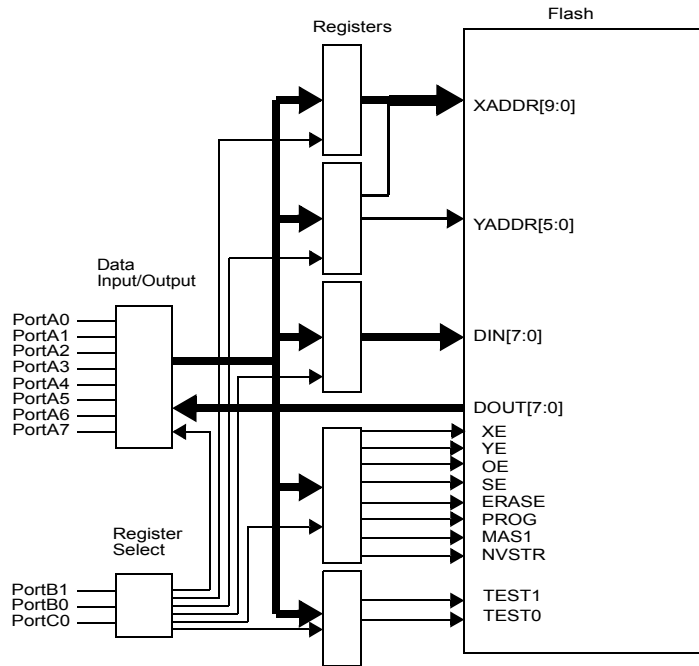 Flash
Registers
XADDR[9:0]
YADDR[5:0]
Data
Input/Output
PortA0
PortA1
PortA2
PortA3
PortA4
PortA5
PortA6
PortA7
DIN[7:0]
DOUT[7:0]
XE
YE
OE
SE
ERASE
PROG
MAS1
NVSTR
Register
Select
PortB1
PortB0
PortC0
TEST1
TEST0